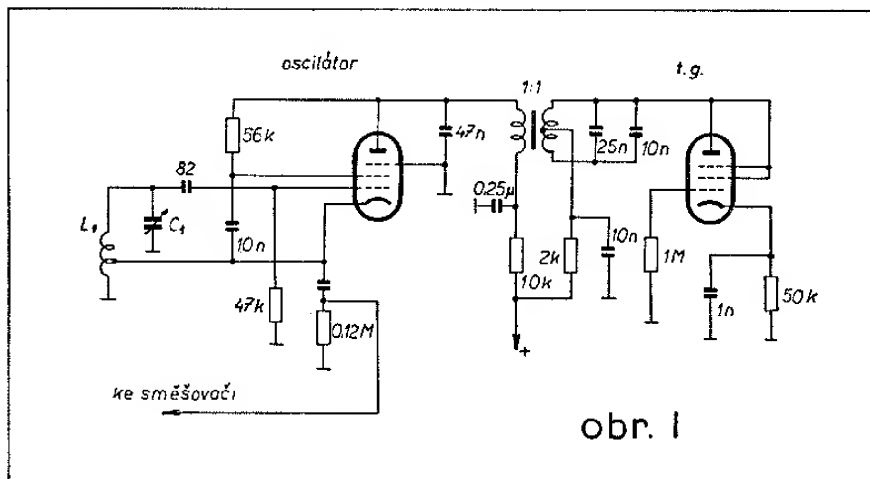 oscilátor
t.g.
1:1
56k
47n
25n
10n
82
0,25μ
L₁
C₁
10n
10n
1M
2k
10k
47k
0,12M
1n
50k
+
ke směšovači
obr. 1